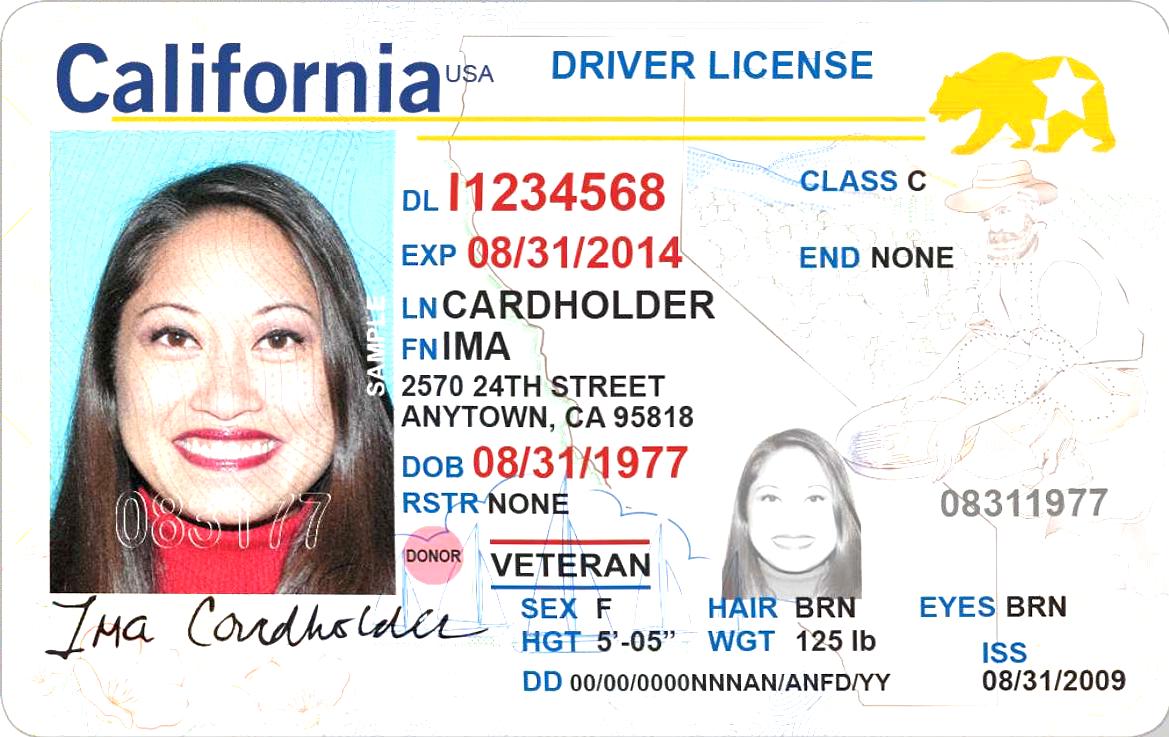 California USA DRIVER LICENSE
DL I1234568
CLASS C
EXP 08/31/2014
END NONE
LN CARDHOLDER
FN IMA
2570 24TH STREET
ANYTOWN, CA 95818
DOB 08/31/1977
RSTR NONE
08311977
SAMPLE
083177
DONOR
VETERAN
Ima Cardholder
SEX F HAIR BRN EYES BRN
HGT 5'-05" WGT 125 lb
ISS
DD 00/00/0000NNNAN/ANFD/YY 08/31/2009